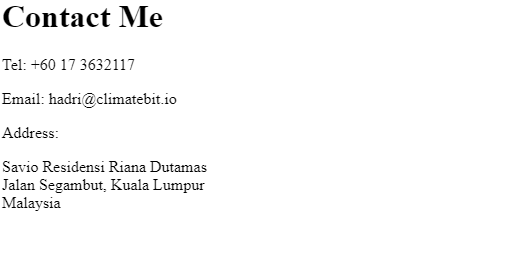 Contact Me
Tel: +60 17 3632117
Email: hadri@climatebit.io
Address:
Savio Residensi Riana Dutamas
Jalan Segambut, Kuala Lumpur
Malaysia